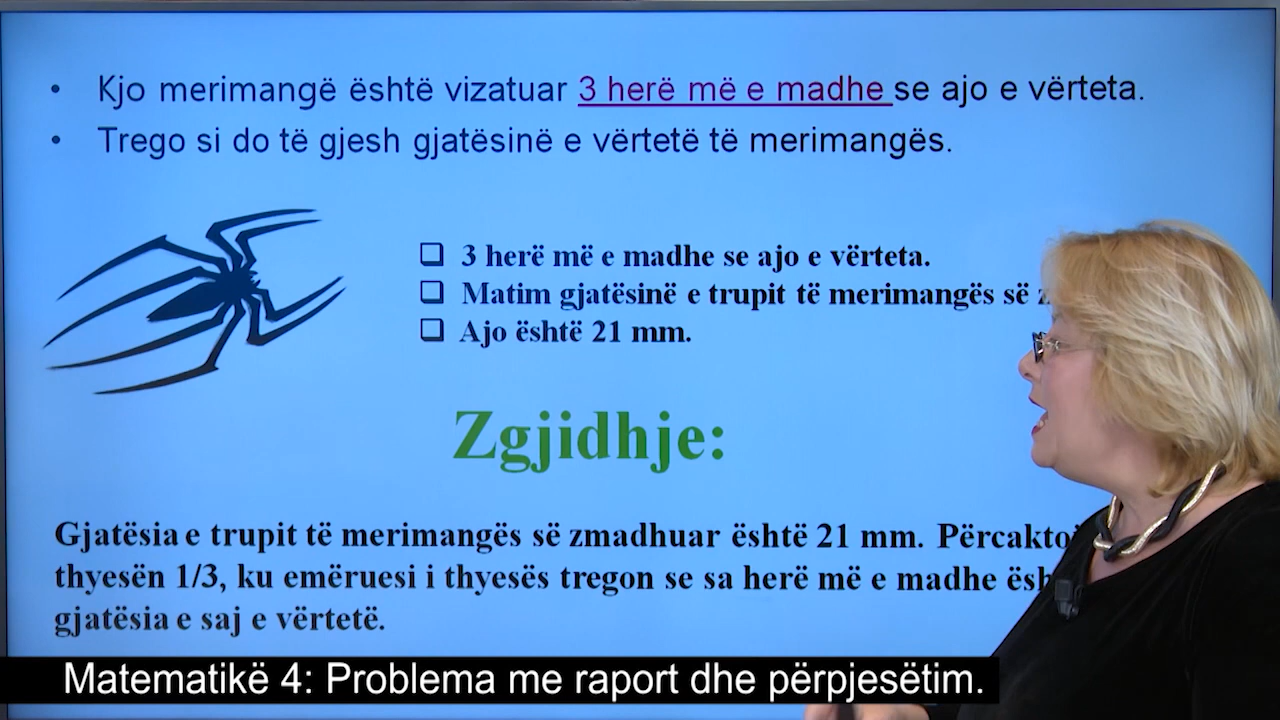 • Kjo merimangë është vizatuar 3 herë më e madhe se ajo e vërteta.
• Trego si do të gjesh gjatësinë e vërtetë të merimangës.
❑ 3 herë më e madhe se ajo e vërteta.
❑ Matim gjatësinë e trupit të merimangës së
❑ Ajo është 21 mm.
Zgjidhje:
Gjatësia e trupit të merimangës së zmadhuar është 21 mm.
thyesën 1/3, ku emëruesi i thyesës tregon se sa herë më e madhe
gjatësia e saj e vërtetë.
Matematikë 4: Problema me raport dhe përpjesëtim.